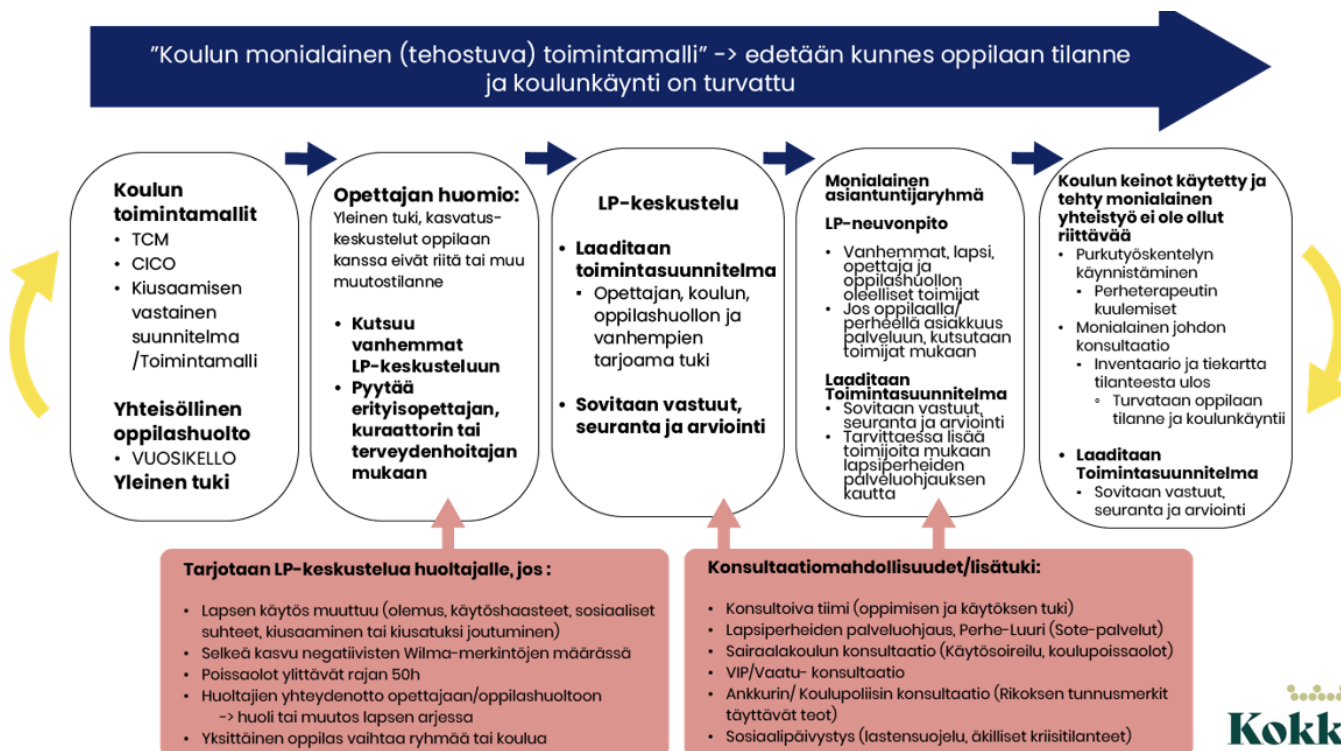 ”Koulun monialainen (tehostuva) toimintamalli” -> edetään kunnes oppilaan tilanne
ja koulunkäynti on turvattu
Koulun
toimintamallit
• TCM
• CICO
• Kiusaamisen
vastainen
suunnitelma
/Toimintamalli
Yhteisöllinen
oppilashuolto
• VUOSIKELLO
Yleinen tuki
Opettajan huomio:
Yleinen tuki, kasvatus-
keskustelut oppilaan
kanssa eivät riitä tai muu
muutostilanne
• Kutsuu
vanhemmat
LP-keskusteluun
• Pyytää
erityisopettajan,
kuraattorin tai
terveydenhoitajan
mukaan
LP-keskustelu
• Laaditaan
toimintasuunnitelma
▪ Opettajan, koulun,
oppilashuollon ja
vanhempien
tarjoama tuki
• Sovitaan vastuut,
seuranta ja arviointi
Monialainen
asiantuntijaryhmä
LP-neuvonpito
• Vanhemmat, lapsi,
opettaja ja
oppilashuollon
oleelliset toimijat
• Jos oppilaalla/
perheellä asiakkuus
palveluun, kutsutaan
toimijat mukaan
Laaditaan
Toimintasuunnitelma
• Sovitaan vastuut,
seuranta ja arviointi
• Tarvittaessa lisää
toimijoita mukaan
lapsiperheiden
palveluohjauksen
kautta
Koulun keinot käytetty ja
tehty monialainen
yhteistyö ei ole ollut
riittävää
• Purkutyöskentelyn
käynnistäminen
▪ Perheterapeutin
kuulemiset
• Monialainen johdon
konsultaatio
▪ Inventaario ja tiekartta
tilanteesta ulos
◦ Turvataan oppilaan
tilanne ja koulunkäyntii
• Laaditaan
Toimintasuunnitelma
▪ Sovitaan vastuut,
seuranta ja arviointi
Tarjotaan LP-keskustelua huoltajalle, jos :
• Lapsen käytös muuttuu (olemus, käytöshaasteet, sosiaaliset
suhteet, kiusaaminen tai kiusatuksi joutuminen)
• Selkeä kasvu negatiivisten Wilma-merkintöjen määrässä
• Poissaolot ylittävät rajan 50h
• Huoltajien yhteydenotto opettajaan/oppilashuoltoon
-> huoli tai muutos lapsen arjessa
• Yksittäinen oppilas vaihtaa ryhmää tai koulua
Konsultaatiomahdollisuudet/lisätuki:
• Konsultoiva tiimi (oppimisen ja käytöksen tuki)
• Lapsiperheiden palveluohjaus, Perhe-Luuri (Sote-palvelut)
• Sairaalakoulun konsultaatio (Käytösoireilu, koulupoissaolot)
• VIP/Vaatu- konsultaatio
• Ankkurin/ Koulupoliisin konsultaatio (Rikoksen tunnusmerkit
täyttävät teot)
• Sosiaalipäivystys (lastensuojelu, äkilliset kriisitilanteet)
Kokk